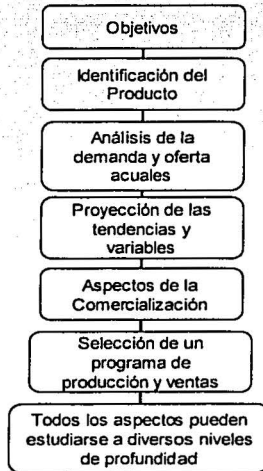 Objetivos
Identificación del
Producto
Análisis de la
demanda y oferta
acuales
Proyección de las
tendencias y
variables
Aspectos de la
Comercialización
Selección de un
programa de
producción y ventas
Todos los aspectos pueden
estudiarse a diversos niveles
de profundidad